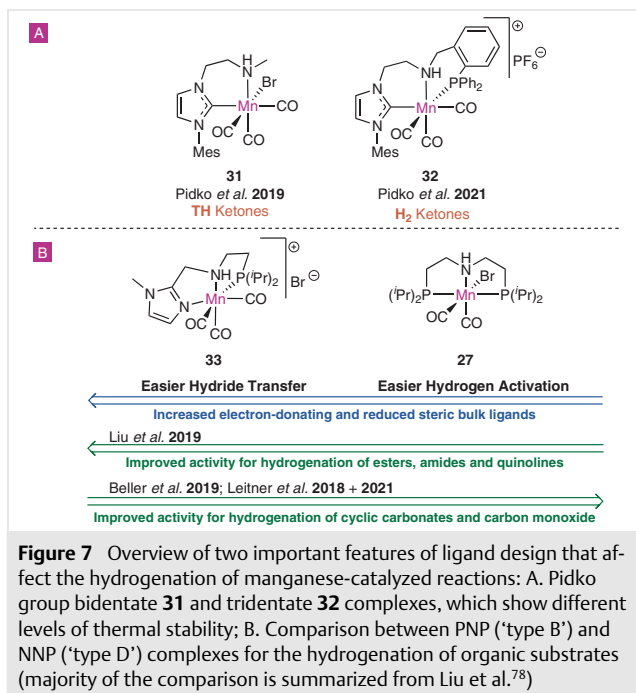 A
NH
Br
N
N
Mn
CO
OC
CO
Mes
31
Pidko et al. 2019
TH Ketones
⊕
PF6⊖
NH
PPh2
N
N
Mn
CO
OC
CO
Mes
32
Pidko et al. 2021
H2 Ketones
B
⊕
Br⊖
N
NH
P(iPr)2
N
Mn
CO
OC
CO
33
H
N
Br
(iPr)2P
Mn
P(iPr)2
OC
CO
27
Easier Hydride Transfer
Easier Hydrogen Activation
Increased electron-donating and reduced steric bulk ligands
Liu et al. 2019
Improved activity for hydrogenation of esters, amides and quinolines
Beller et al. 2019; Leitner et al. 2018 + 2021
Improved activity for hydrogenation of cyclic carbonates and carbon monoxide
Figure 7 Overview of two important features of ligand design that af-
fect the hydrogenation of manganese-catalyzed reactions: A. Pidko
group bidentate 31 and tridentate 32 complexes, which show different
levels of thermal stability; B. Comparison between PNP (‘type B’) and
NNP (‘type D’) complexes for the hydrogenation of organic substrates
(majority of the comparison is summarized from Liu et al.78)